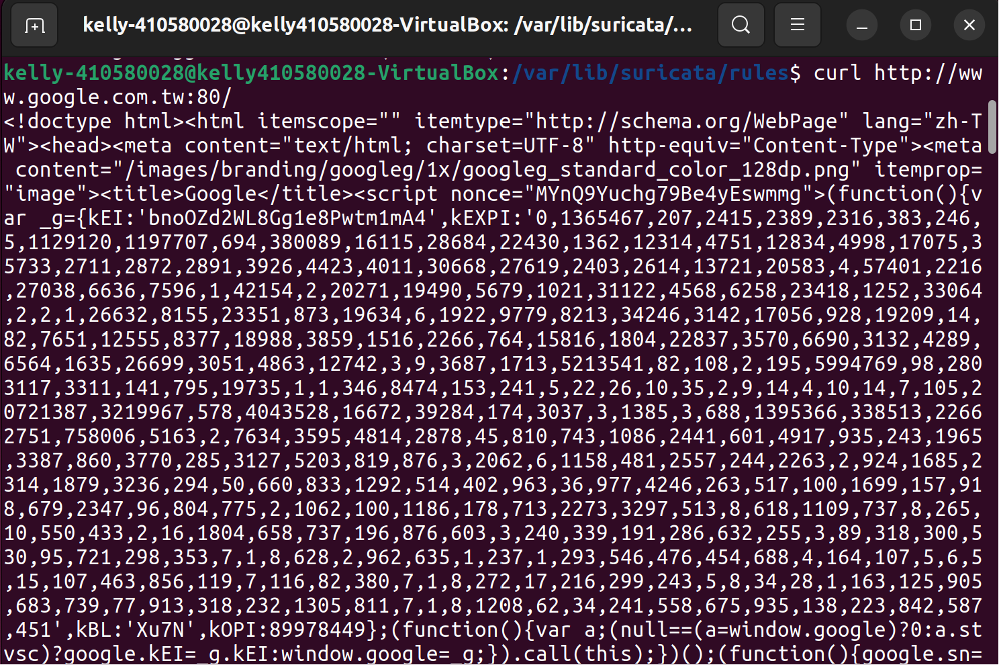 kelly-410580028@kelly410580028-VirtualBox: /var/lib/suricata/...
kelly-410580028@kelly410580028-VirtualBox:/var/lib/suricata/rules$ curl http://ww
w.google.com.tw:80/
<!doctype html><html itemscope="" itemtype="http://schema.org/WebPage" lang="zh-T
W"><head><meta content="text/html; charset=UTF-8" http-equiv="Content-Type"><meta
 content="/images/branding/googleg/1x/googleg_standard_color_128dp.png" itemprop=
"image"><title>Google</title><script nonce="MYnQ9Yuchg79Be4yEswmmg">(function(){v
ar _g={kEI:'bnoOZd2WL8Gg1e8Pwtm1mA4',kEXPI:'0,1365467,207,2415,2389,2316,383,246,
5,1129120,1197707,694,380089,16115,28684,22430,1362,12314,4751,12834,4998,17075,3
5733,2711,2872,2891,3926,4423,4011,30668,27619,2403,2614,13721,20583,4,57401,2216
,27038,6636,7596,1,42154,2,20271,19490,5679,1021,31122,4568,6258,23418,1252,33064
,2,2,1,26632,8155,23351,873,19634,6,1922,9779,8213,34246,3142,17056,928,19209,14,
82,7651,12555,8377,18988,3859,1516,2266,764,15816,1804,22837,3570,6690,3132,4289,
6564,1635,26699,3051,4863,12742,3,9,3687,1713,5213541,82,108,2,195,5994769,98,280
3117,3311,141,795,19735,1,1,346,8474,153,241,5,22,26,10,35,2,9,14,4,10,14,7,105,2
0721387,3219967,578,4043528,16672,39284,174,3037,3,1385,3,688,1395366,338513,2266
2751,758006,5163,2,7634,3595,4814,2878,45,810,743,1086,2441,601,4917,935,243,1965
,3387,860,3770,285,3127,5203,819,876,3,2062,6,1158,481,2557,244,2263,2,924,1685,2
314,1879,3236,294,50,660,833,1292,514,402,963,36,977,4246,263,517,100,1699,157,91
8,679,2347,96,804,775,2,1062,100,1186,178,713,2273,3297,513,8,618,1109,737,8,265,
10,550,433,2,16,1804,658,737,196,876,603,3,240,339,191,286,632,255,3,89,318,300,5
30,95,721,298,353,7,1,8,628,2,962,635,1,237,1,293,546,476,454,688,4,164,107,5,6,5
,15,107,463,856,119,7,116,82,380,7,1,8,272,17,216,299,243,5,8,34,28,1,163,125,905
,683,739,77,913,318,232,1305,811,7,1,8,1208,62,34,241,558,675,935,138,223,842,587
,451',kBL:'Xu7N',kOPI:89978449};(function(){var a;(null==(a=window.google)?0:a.st
vsc)?google.kEI=_g.kEI:window.google=_g;}).call(this);})();(function(){google.sn=